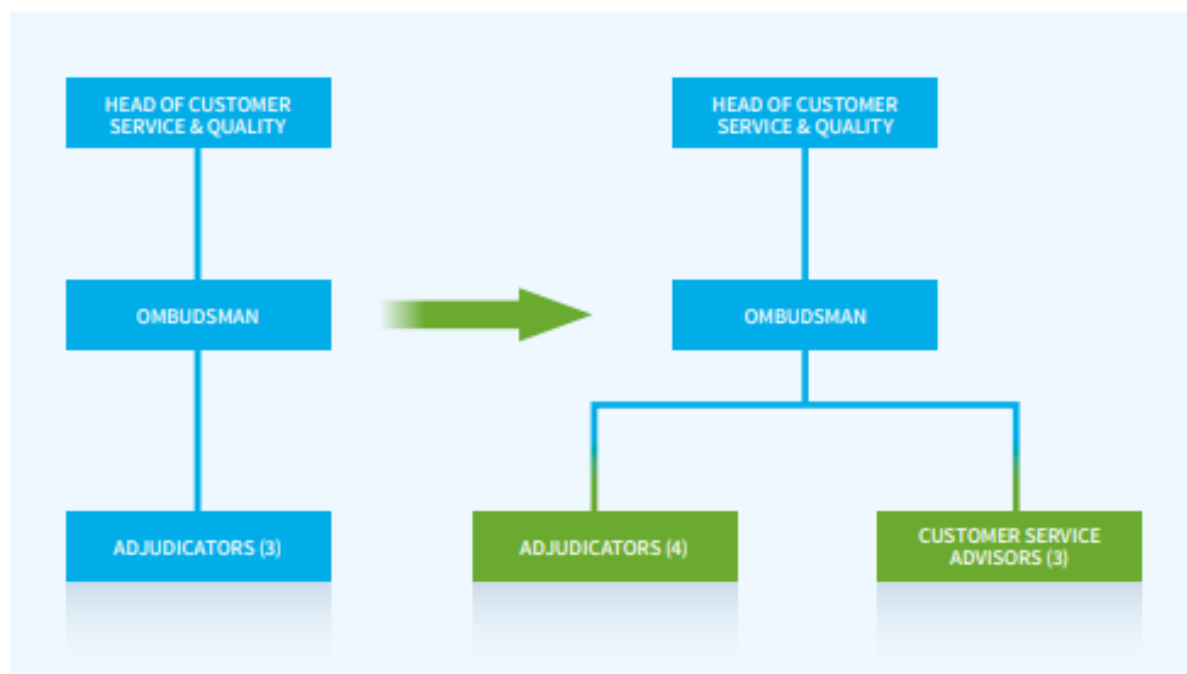 HEAD OF CUSTOMER
SERVICE & QUALITY
OMBUDSMAN
ADJUDICATORS (3)
HEAD OF CUSTOMER
SERVICE & QUALITY
OMBUDSMAN
ADJUDICATORS (4)
CUSTOMER SERVICE
ADVISORS (3)